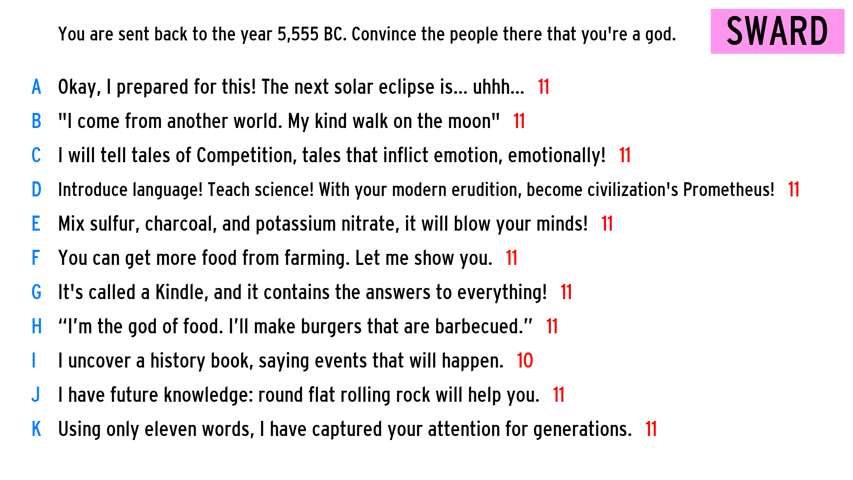 You are sent back to the year 5,555 BC. Convince the people there that you're a god.
SWARD
A Okay, I prepared for this! The next solar eclipse is... uhhh... 11
B "I come from another world. My kind walk on the moon" 11
C I will tell tales of Competition, tales that inflict emotion, emotionally! 11
D Introduce language! Teach science! With your modern erudition, become civilization's Prometheus! 11
E Mix sulfur, charcoal, and potassium nitrate, it will blow your minds! 11
F You can get more food from farming. Let me show you. 11
G It's called a Kindle, and it contains the answers to everything! 11
H “I’m the god of food. I’ll make burgers that are barbecued.” 11
I I uncover a history book, saying events that will happen. 10
J I have future knowledge: round flat rolling rock will help you. 11
K Using only eleven words, I have captured your attention for generations. 11